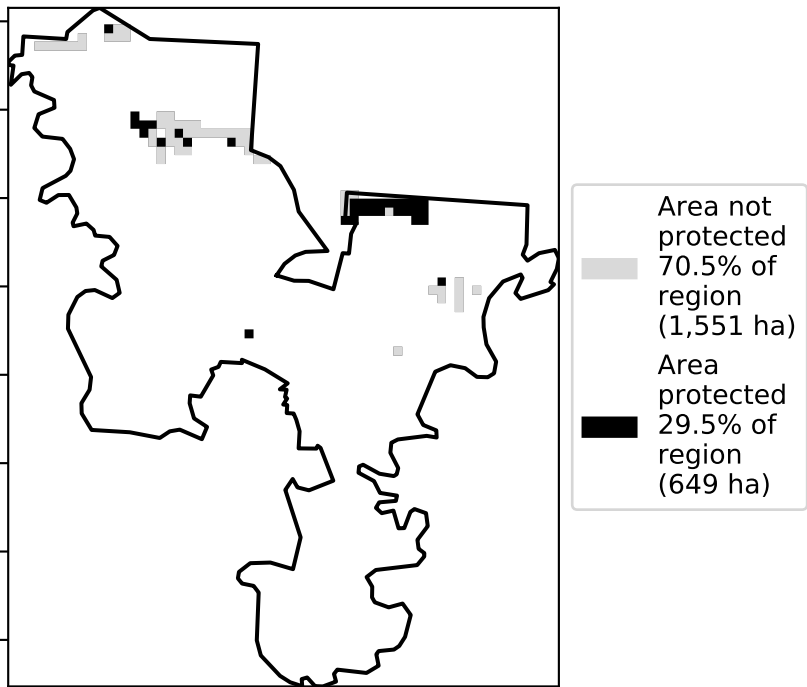 Area not
protected
70.5% of
region
(1,551 ha)
Area
protected
29.5% of
region
(649 ha)